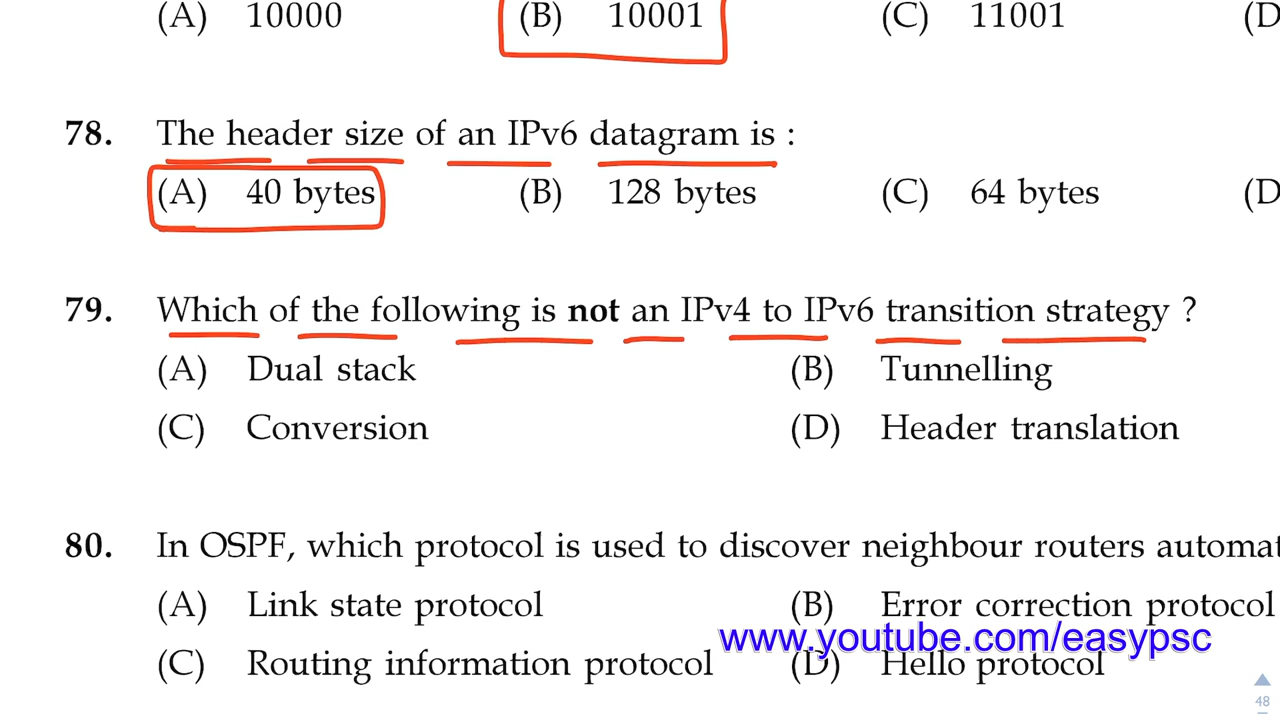 (A) 10000 (B) 10001 (C) 11001 (D
78. The header size of an IPv6 datagram is :
(A) 40 bytes (B) 128 bytes (C) 64 bytes (D
79. Which of the following is not an IPv4 to IPv6 transition strategy ?
(A) Dual stack (B) Tunnelling
(C) Conversion (D) Header translation
80. In OSPF, which protocol is used to discover neighbour routers automat
(A) Link state protocol (B) Error correction protocol
www.youtube.com/easypsc
(C) Routing information protocol (D) Hello protocol
48